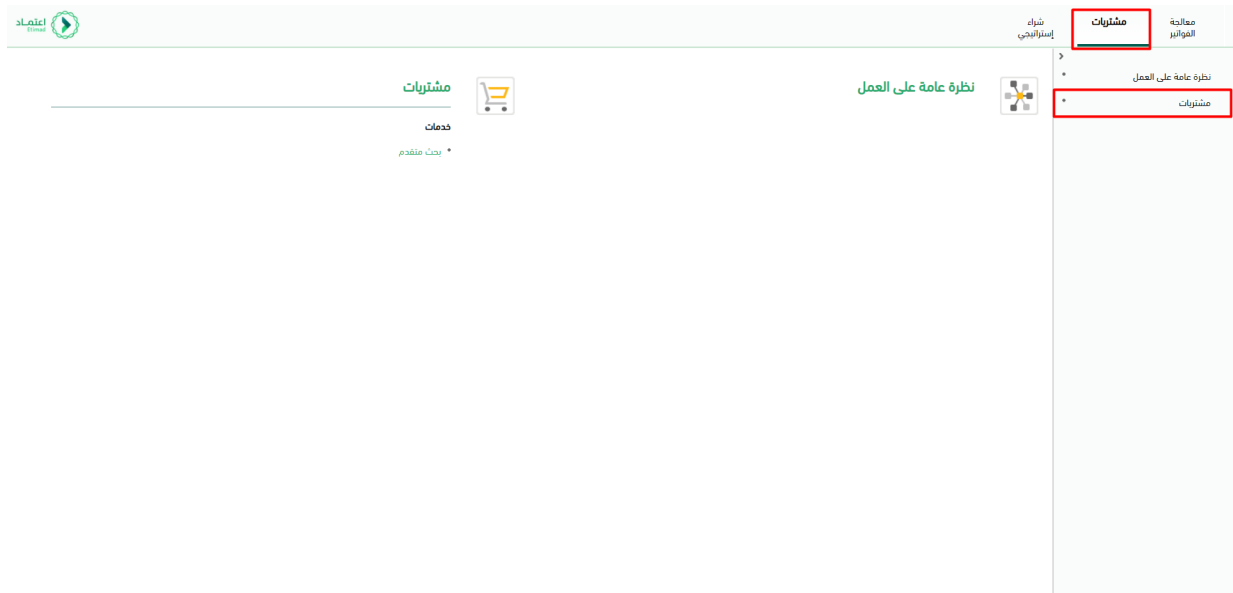 معالجة
الفواتير
مشتريات
شراء
إستراتيجي
اعتمـاد
Etimad
نظرة عامة على العمل
مشتريات
نظرة عامة على العمل
مشتريات
خدمات
• بحث متقدم